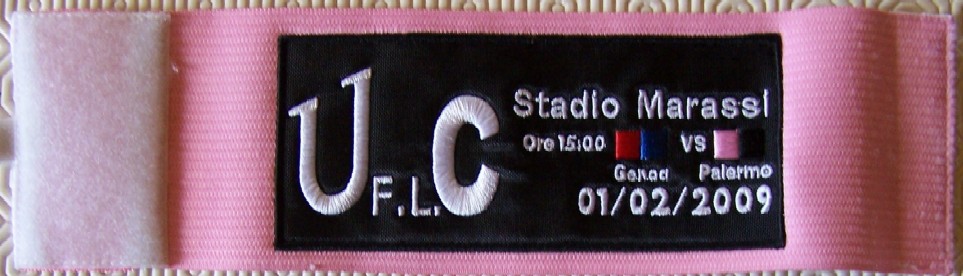 U F.L. C
Stadio Marassi
Ore 15:00 VS
Genoa Palermo
01/02/2009